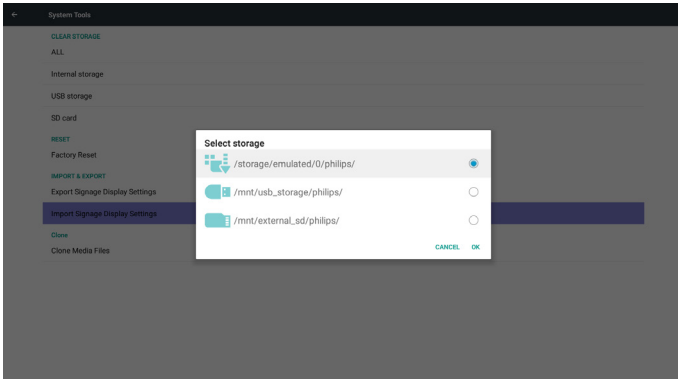 System Tools
CLEAR STORAGE
ALL
Internal storage
USB storage
SD card
RESET
Factory Reset
IMPORT & EXPORT
Export Signage Display Settings
Import Signage Display Settings
Clone
Clone Media Files
Select storage
/storage/emulated/0/philips/
/mnt/usb_storage/philips/
/mnt/external_sd/philips/
CANCEL OK